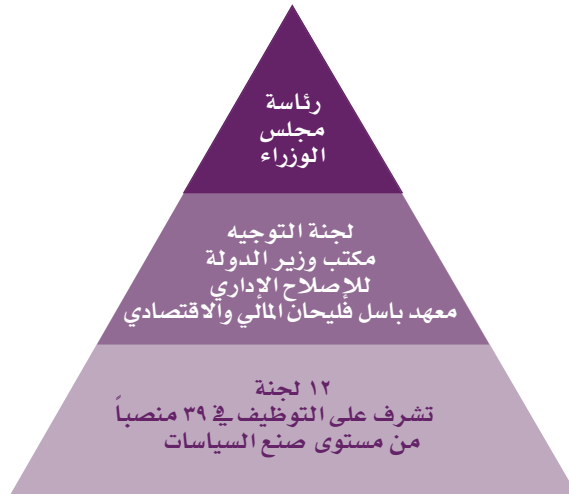 رئاسة
مجلس
الوزراء
لجنة التوجيه
مكتب وزير الدولة
للإصلاح الإداري
معهد باسل فليحان المالي والاقتصادي
١٢ لجنة
تشرف على التوظيف في ٣٩ منصباً
من مستوى صنع السياسات